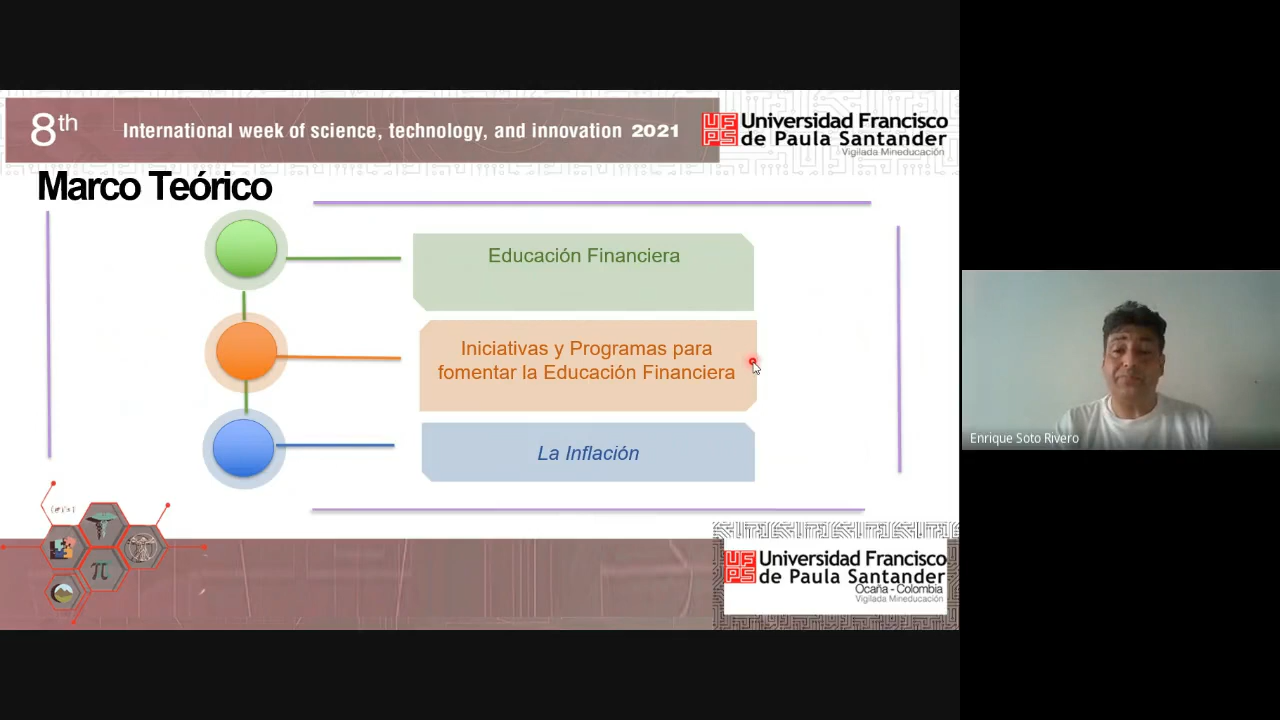 8th
International week of science, technology, and innovation 2021
UFPS
Universidad Francisco
de Paula Santander
Vigilada Mineducación
Marco Teórico
Educación Financiera
Iniciativas y Programas para
fomentar la Educación Financiera
La Inflación
Enrique Soto Rivero
π
UFPS
Universidad Francisco
de Paula Santander
Ocaña - Colombia
Vigilada Mineducación